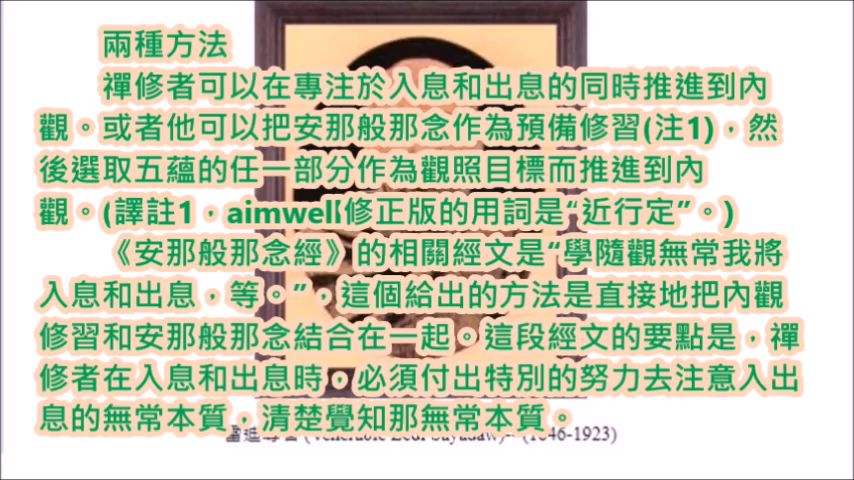 兩種方法
禪修者可以在專注於入息和出息的同時推進到內
觀。或者他可以把安那般那念作為預備修習(注1)，然
後選取五蘊的任一部分作為觀照目標而推進到內
觀。(譯註1，aimwell修正版的用詞是“近行定”。)
《安那般那念經》的相關經文是“學隨觀無常我將
入息和出息，等。”，這個給出的方法是直接地把內觀
修習和安那般那念結合在一起。這段經文的要點是，禪
修者在入息和出息時，必須付出特別的努力去注意入出
息的無常本質，清楚覺知那無常本質。
(Venerable Ledi Sayadaw)- (1846-1923)